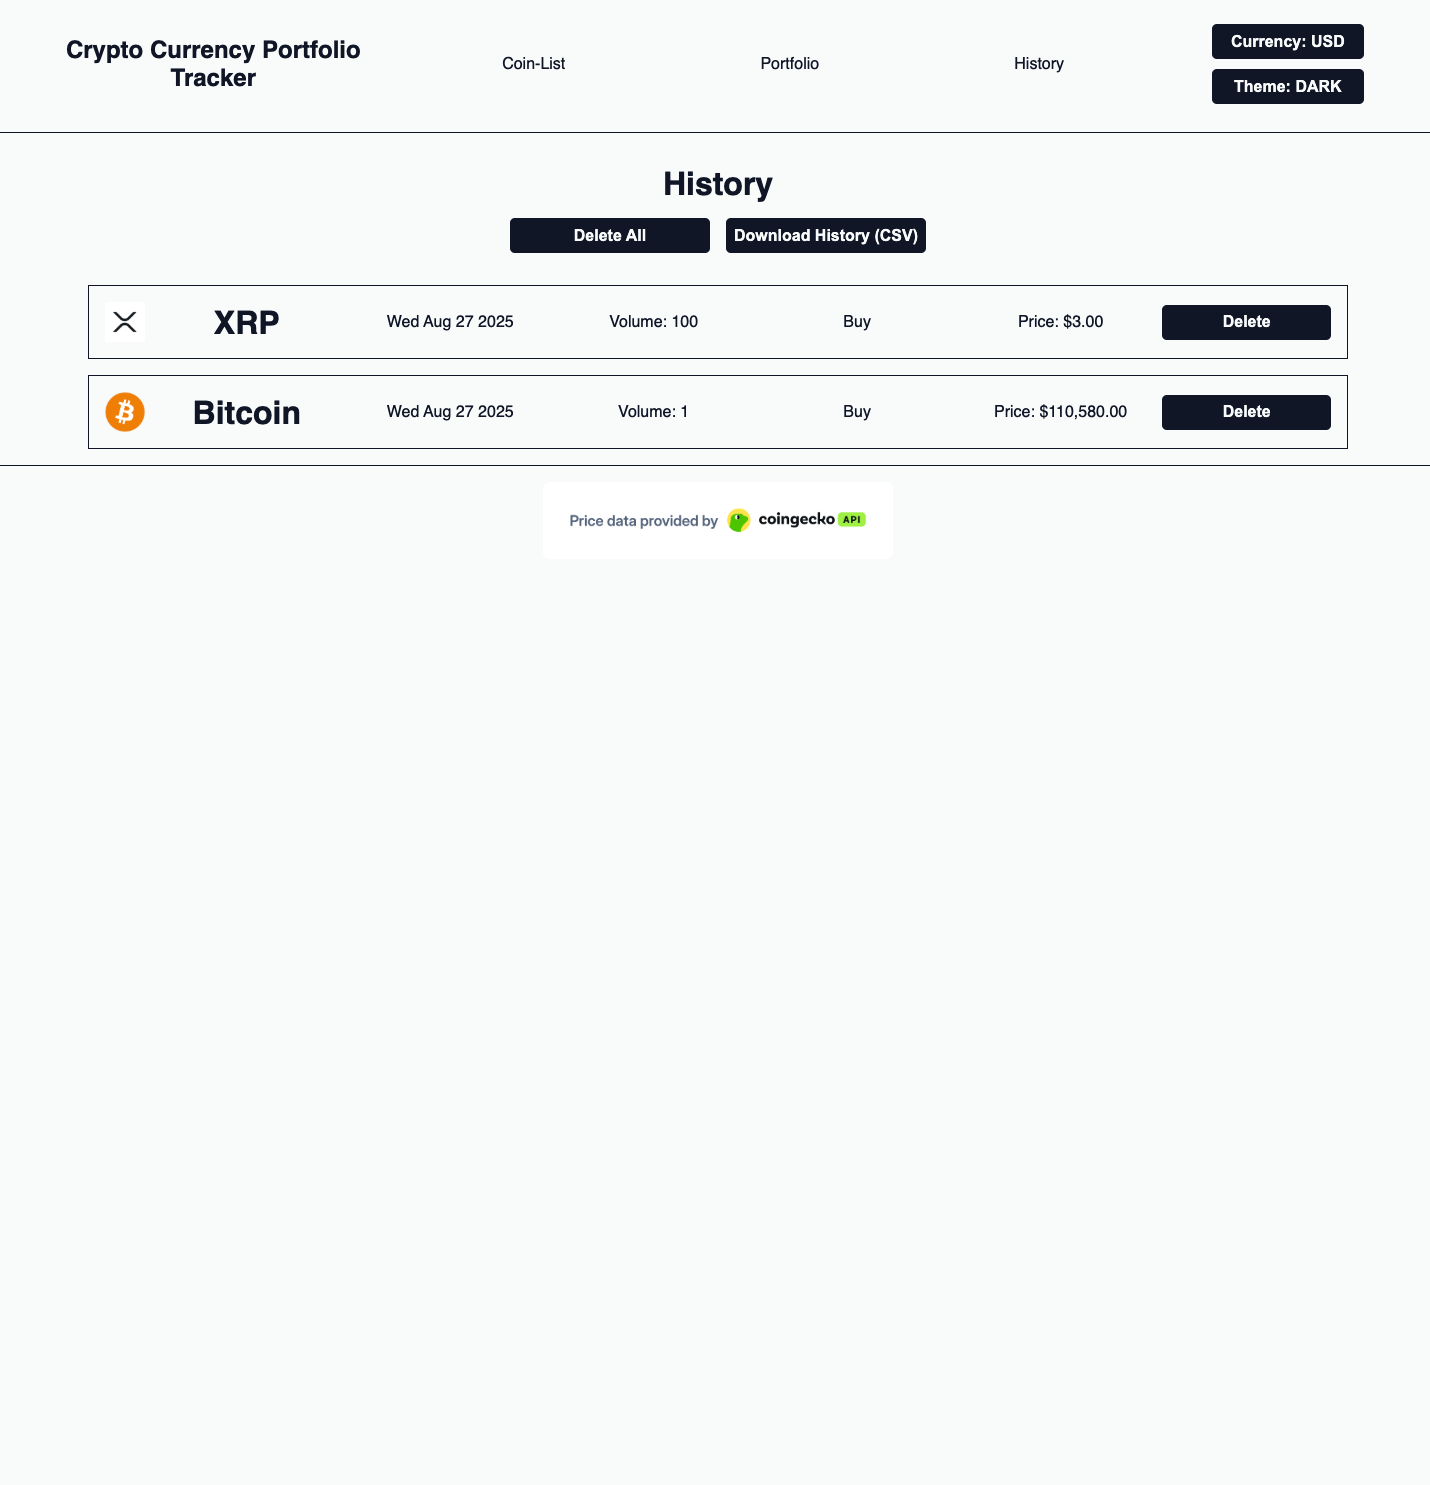 Crypto Currency Portfolio
Tracker
Coin-List
Portfolio
History
Currency: USD
Theme: DARK
History
Delete All
Download History (CSV)
XRP
Wed Aug 27 2025
Volume: 100
Buy
Price: $3.00
Delete
Bitcoin
Wed Aug 27 2025
Volume: 1
Buy
Price: $110,580.00
Delete
Price data provided by coingecko API